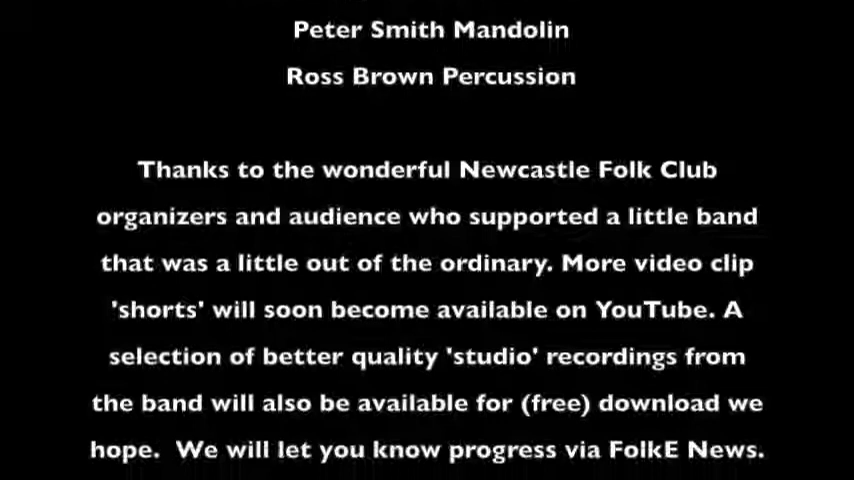 Peter Smith Mandolin
Ross Brown Percussion
Thanks to the wonderful Newcastle Folk Club
organizers and audience who supported a little band
that was a little out of the ordinary. More video clip
'shorts' will soon become available on YouTube. A
selection of better quality 'studio' recordings from
the band will also be available for (free) download we
hope.  We will let you know progress via FolkE News.